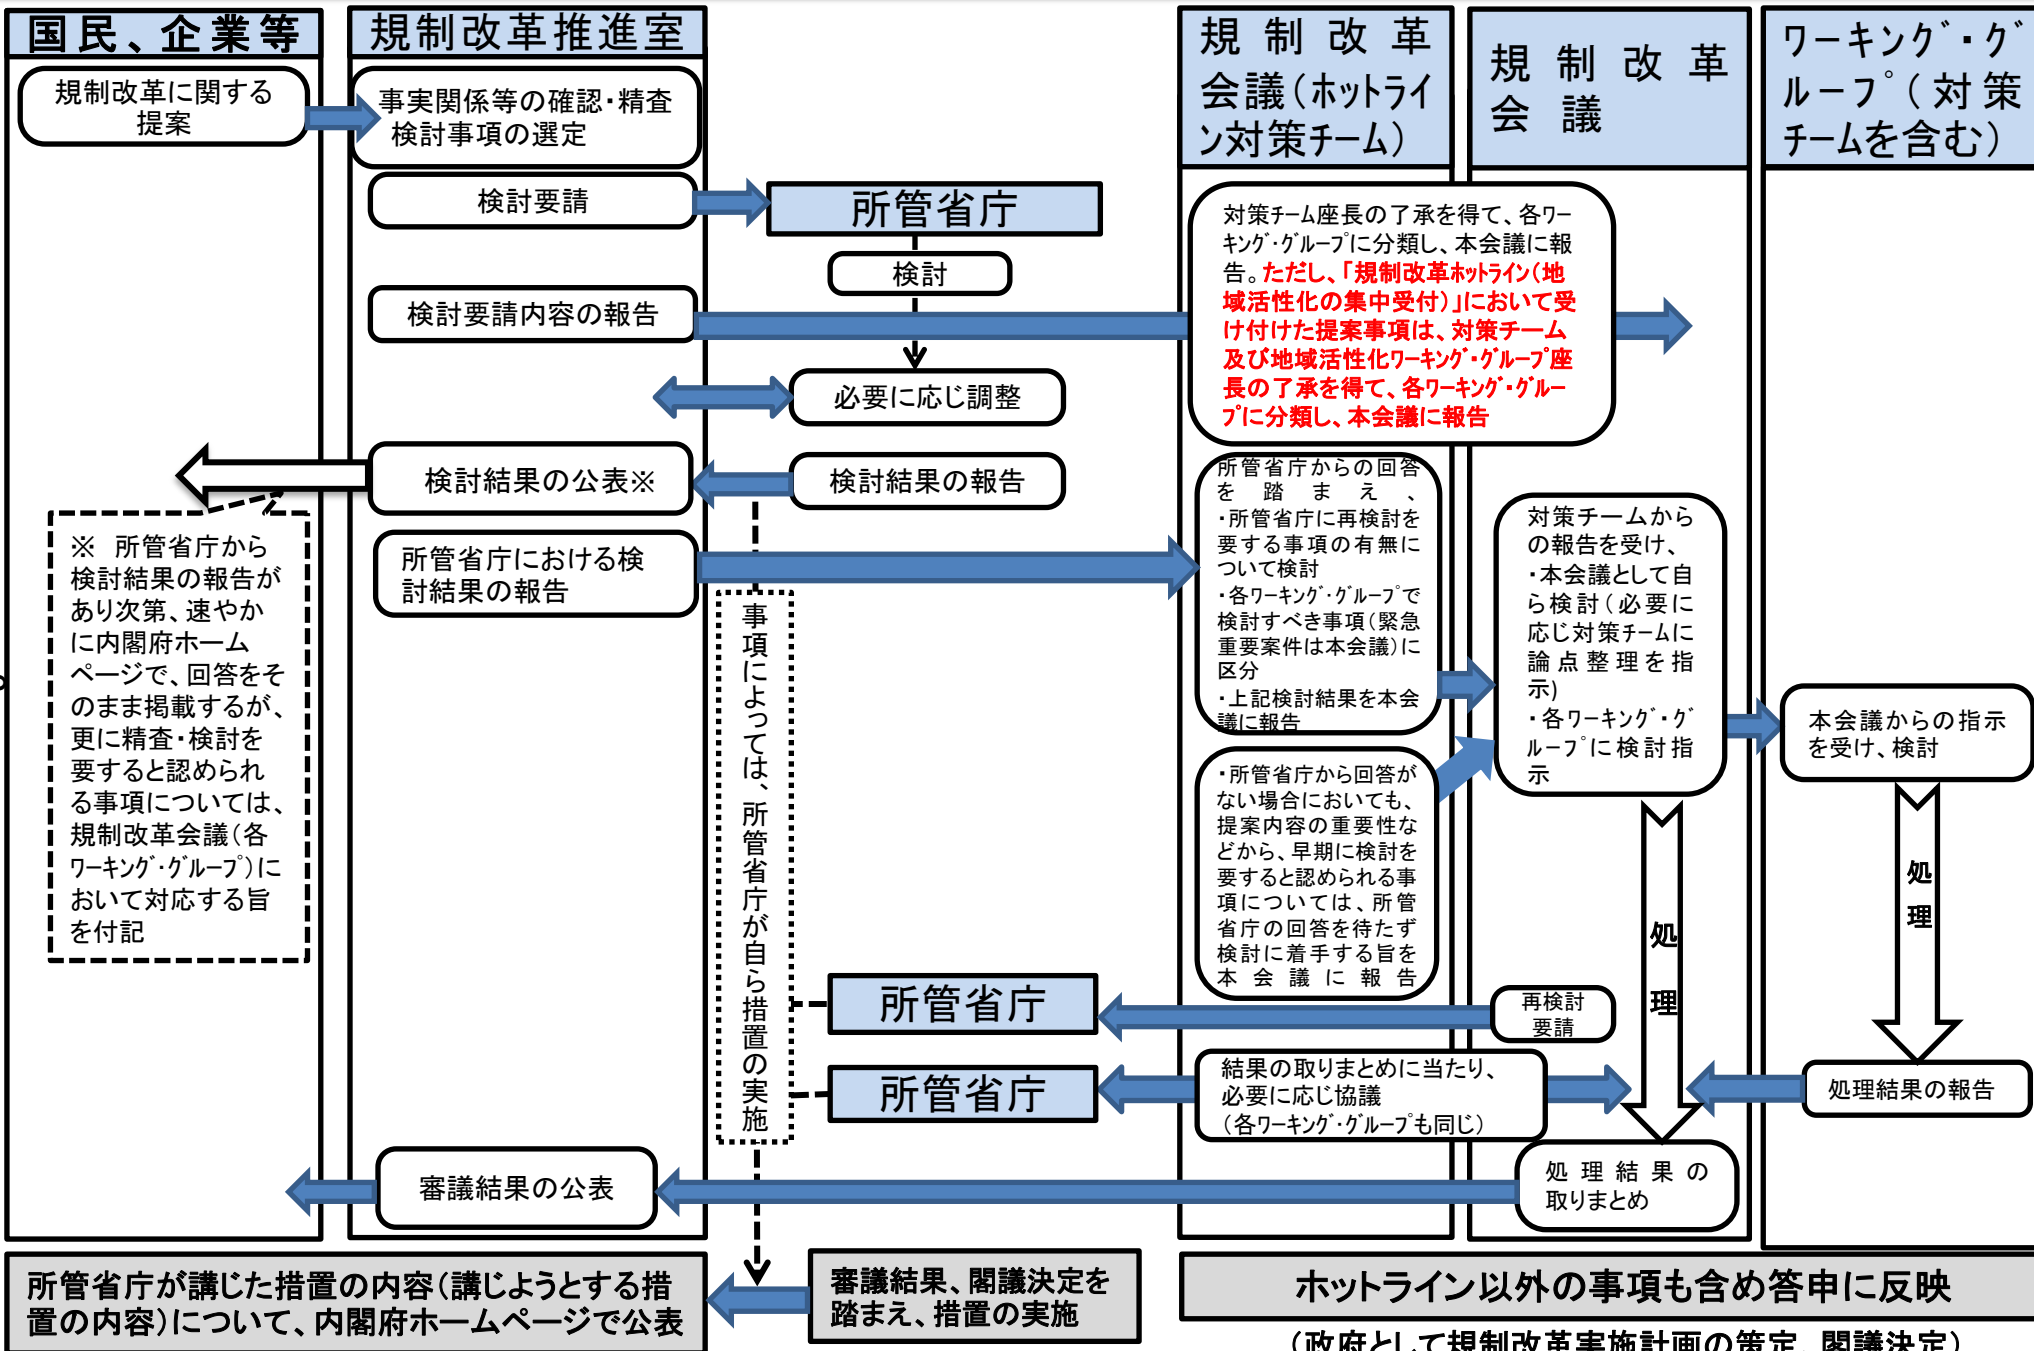 国民、企業等
規制改革に関する
提案
※　所管省庁から
検討結果の報告が
あり次第、速やか
に内閣府ホーム
ページで、回答をそ
のまま掲載するが、
更に精査・検討を
要すると認められ
る事項については、
規制改革会議（各
ワーキング・グループ）に
おいて対応する旨
を付記
規制改革推進室
事実関係等の確認・精査
検討事項の選定
検討要請
検討要請内容の報告
検討結果の公表※
所管省庁における検
討結果の報告
審議結果の公表
所管省庁
検討
必要に応じ調整
検討結果の報告
事項によっては、所管省庁が自ら措置の実施
所管省庁
所管省庁
規制改革
会議（ホットライ
ン対策チーム）
対策チーム座長の了承を得て、各ワー
キング・グループに分類し、本会議に報
告。ただし、「規制改革ホットライン（地
域活性化の集中受付）」において受
け付けた提案事項は、対策チーム
及び地域活性化ワーキング・グループ座
長の了承を得て、各ワーキング・グルー
プに分類し、本会議に報告
所管省庁からの回答
を踏まえ、
・所管省庁に再検討を
要する事項の有無に
ついて検討
・各ワーキング・グループで
検討すべき事項（緊急
重要案件は本会議）に
区分
・上記検討結果を本会
議に報告
・所管省庁から回答が
ない場合においても、
提案内容の重要性な
どから、早期に検討を
要すると認められる事
項については、所管
省庁の回答を待たず
検討に着手する旨を
本会議に報告
結果の取りまとめに当たり、
必要に応じ協議
（各ワーキング・グループも同じ）
規制改革
会議
対策チームから
の報告を受け、
・本会議として自
ら検討（必要に
応じ対策チームに
論点整理を指
示)
・各ワーキング・グ
ループに検討指
示
処理
再検討
要請
処理結果の
取りまとめ
ワーキング・グ
ループ（対策
チームを含む）
本会議からの指示
を受け、検討
処理
処理結果の報告
所管省庁が講じた措置の内容（講じようとする措
置の内容）について、内閣府ホームページで公表
審議結果、閣議決定を
踏まえ、措置の実施
ホットライン以外の事項も含め答申に反映
（政府として規制改革実施計画の策定、閣議決定）